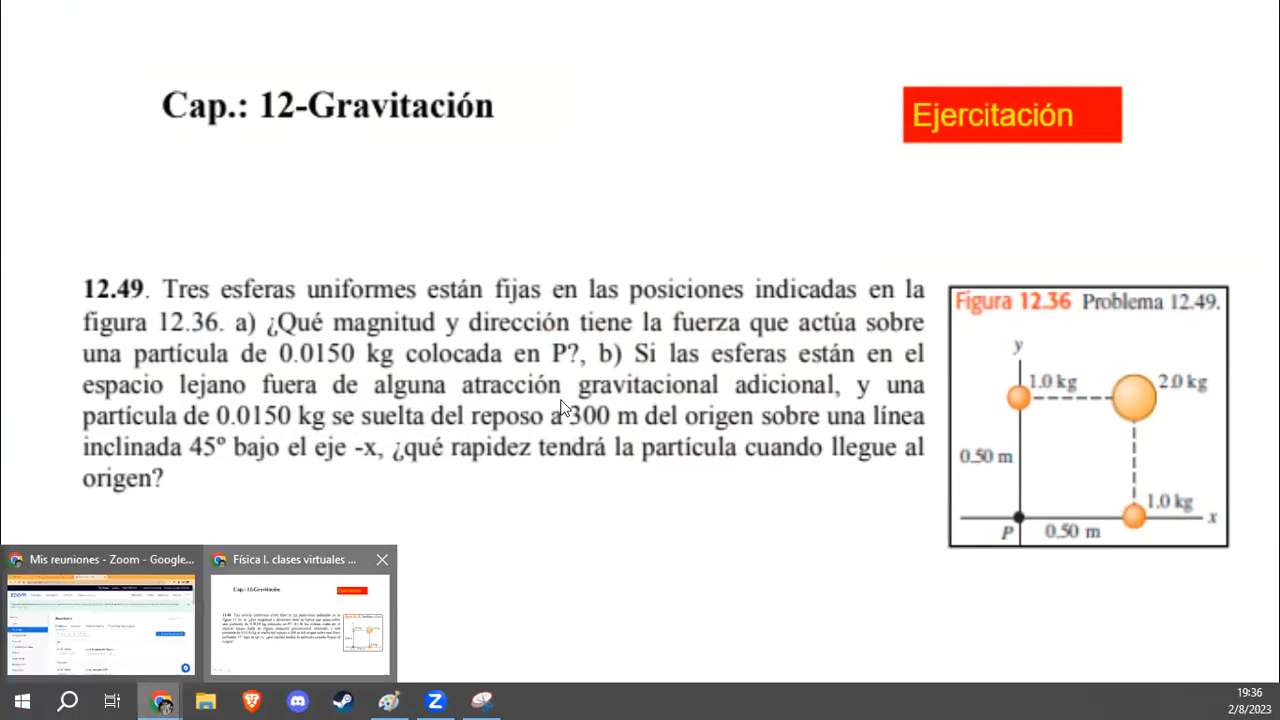 Cap.: 12-Gravitación
Ejercitación
12.49. Tres esferas uniformes están fijas en las posiciones indicadas en la
figura 12.36. a) ¿Qué magnitud y dirección tiene la fuerza que actúa sobre
una partícula de 0.0150 kg colocada en P?, b) Si las esferas están en el
espacio lejano fuera de alguna atracción gravitacional adicional, y una
partícula de 0.0150 kg se suelta del reposo a 300 m del origen sobre una línea
inclinada 45º bajo el eje -x, ¿qué rapidez tendrá la partícula cuando llegue al
origen?
Figura 12.36 Problema 12.49.
y
1.0 kg
2.0 kg
0.50 m
1.0 kg
x
P
0.50 m
Mis reuniones - Zoom - Google...
Física I. clases virtuales ...
zoom
Cap.: 12-Gravitación
19:36
2/8/2023